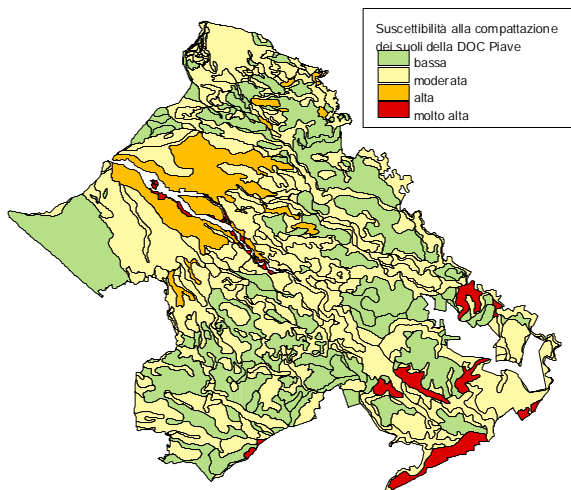 Suscettibilità alla compattazione
dei suoli della DOC Piave
bassa
moderata
alta
molto alta